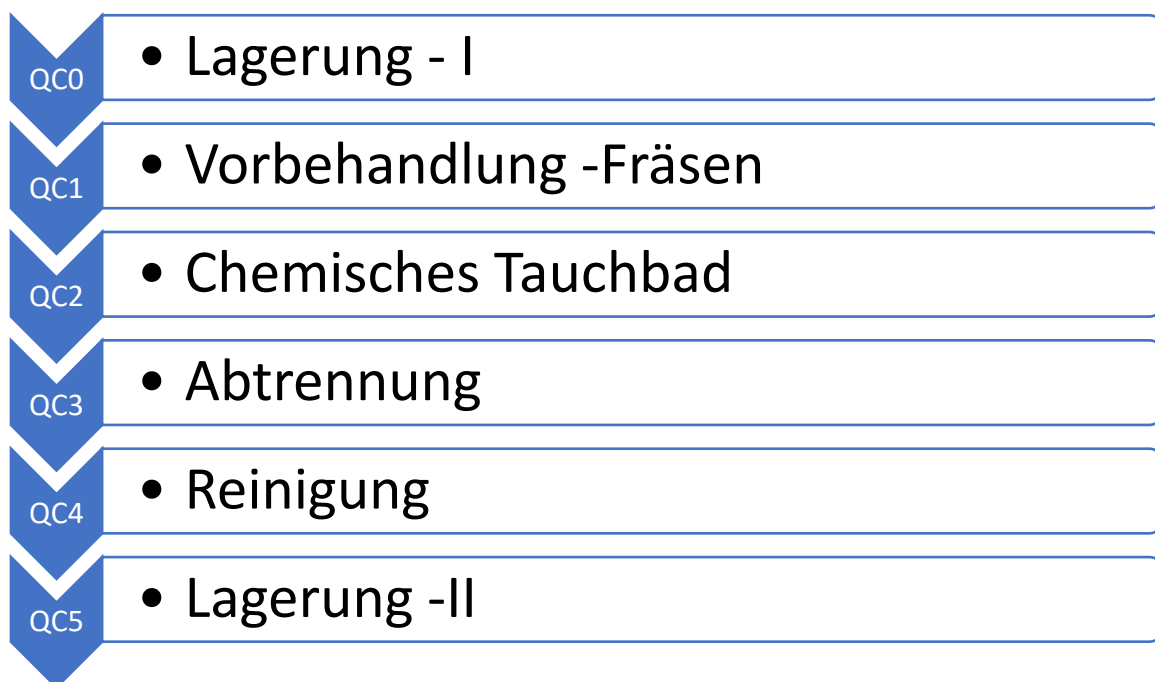 QC0 • Lagerung - I
QC1 • Vorbehandlung -Fräsen
QC2 • Chemisches Tauchbad
QC3 • Abtrennung
QC4 • Reinigung
QC5 • Lagerung -II